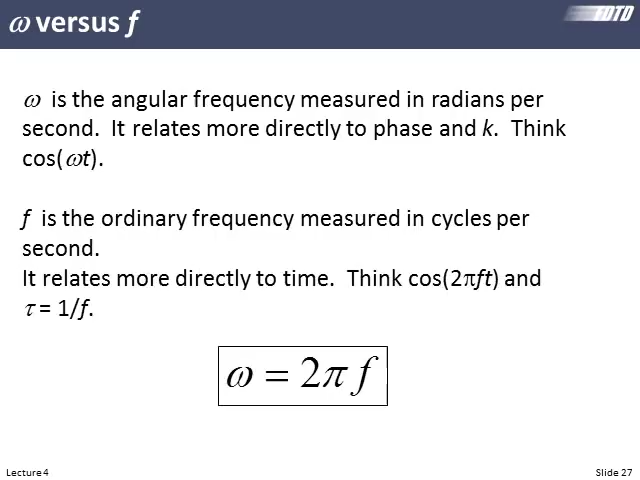 ω versus f
FDTD
ω is the angular frequency measured in radians per
second. It relates more directly to phase and k. Think
cos(ωt).
f is the ordinary frequency measured in cycles per
second.
It relates more directly to time. Think cos(2πft) and
τ = 1/f.
ω = 2π f
Lecture 4
Slide 27